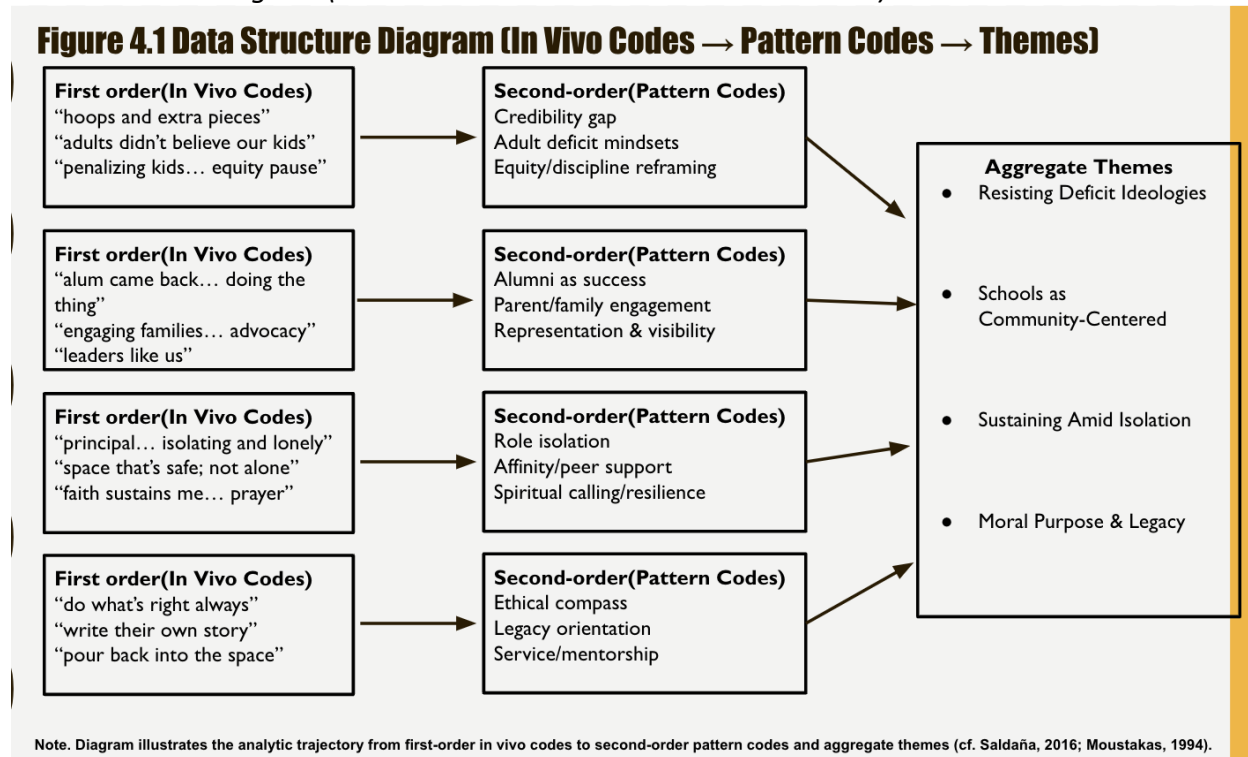 Figure 4.1 Data Structure Diagram (In Vivo Codes → Pattern Codes → Themes)
First order(In Vivo Codes)
“hoops and extra pieces”
“adults didn’t believe our kids”
“penalizing kids… equity pause”
Second-order(Pattern Codes)
Credibility gap
Adult deficit mindsets
Equity/discipline reframing
First order(In Vivo Codes)
“alum came back… doing the
thing”
“engaging families… advocacy”
“leaders like us”
Second-order(Pattern Codes)
Alumni as success
Parent/family engagement
Representation & visibility
First order(In Vivo Codes)
“principal… isolating and lonely”
“space that’s safe; not alone”
“faith sustains me… prayer”
Second-order(Pattern Codes)
Role isolation
Affinity/peer support
Spiritual calling/resilience
First order(In Vivo Codes)
“do what’s right always”
“write their own story”
“pour back into the space”
Second-order(Pattern Codes)
Ethical compass
Legacy orientation
Service/mentorship
Aggregate Themes
● Resisting Deficit Ideologies
● Schools as
Community-Centered
● Sustaining Amid Isolation
● Moral Purpose & Legacy
Note. Diagram illustrates the analytic trajectory from first-order in vivo codes to second-order pattern codes and aggregate themes (cf. Saldaña, 2016; Moustakas, 1994).